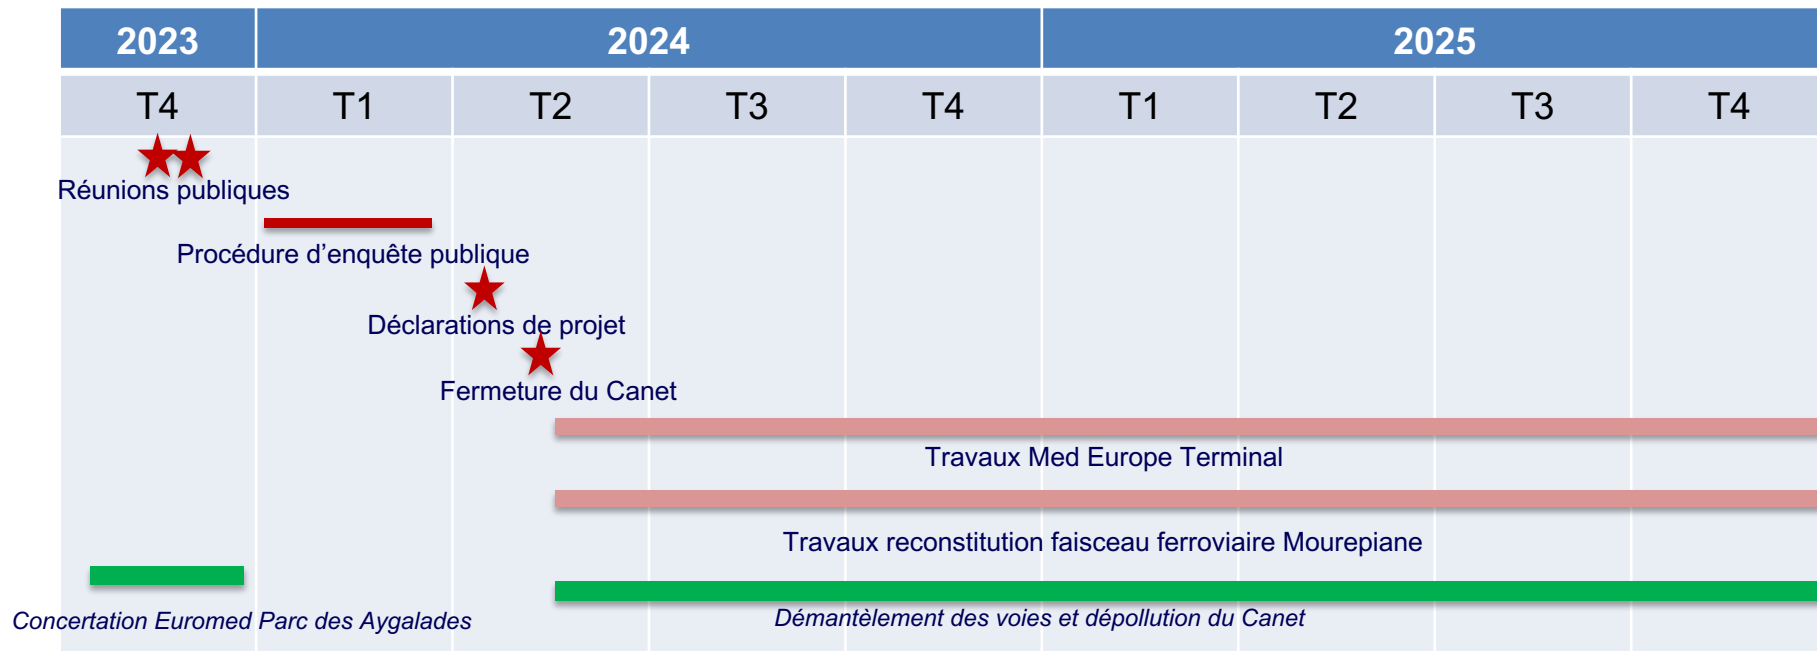 2023 2024 2025
T4 T1 T2 T3 T4 T1 T2 T3 T4
Réunions publiques
Procédure d’enquête publique
Déclarations de projet
Fermeture du Canet
Travaux Med Europe Terminal
Travaux reconstitution faisceau ferroviaire Mourepiane
Concertation Euromed Parc des Aygalades
Démantèlement des voies et dépollution du Canet